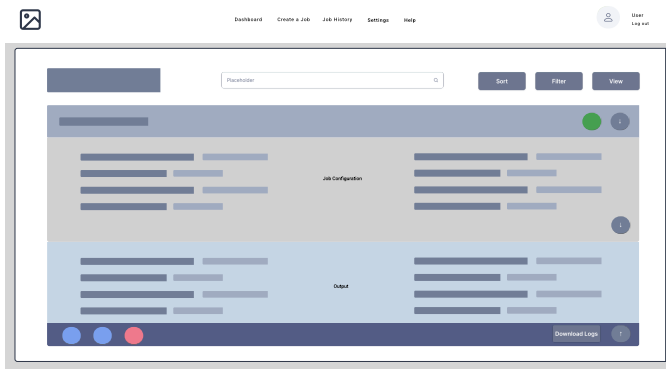 Dashboard Create a Job Job History Settings Help
User
Log out
Placeholder
Sort Filter View
Job Configuration
Output
Download Logs